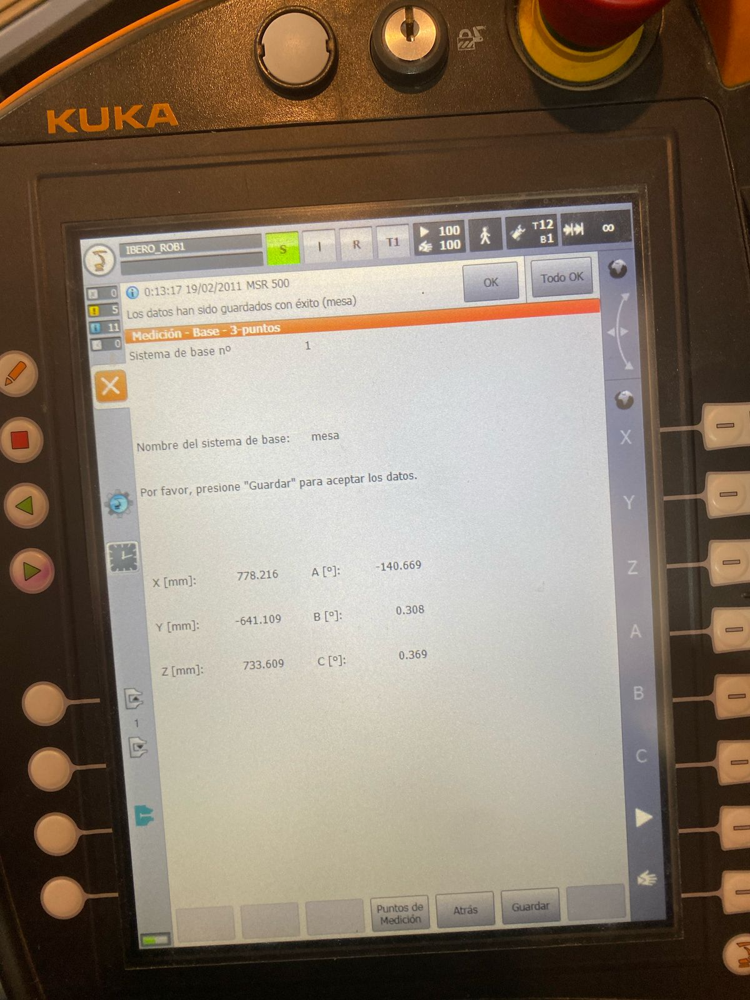 KUKA
IBERO_ROB1
S
I
R
T1
100
100
T12
B1
∞
0
5
11
0
0:13:17 19/02/2011 MSR 500
Los datos han sido guardados con éxito (mesa)
OK
Todo OK
Medición - Base - 3-puntos
Sistema de base nº 1
Nombre del sistema de base: mesa
Por favor, presione "Guardar" para aceptar los datos.
X [mm]: 778.216 A [º]: -140.669
Y [mm]: -641.109 B [º]: 0.308
Z [mm]: 733.609 C [º]: 0.369
1
X
Y
Z
A
B
C
Puntos de
Medición
Atrás
Guardar